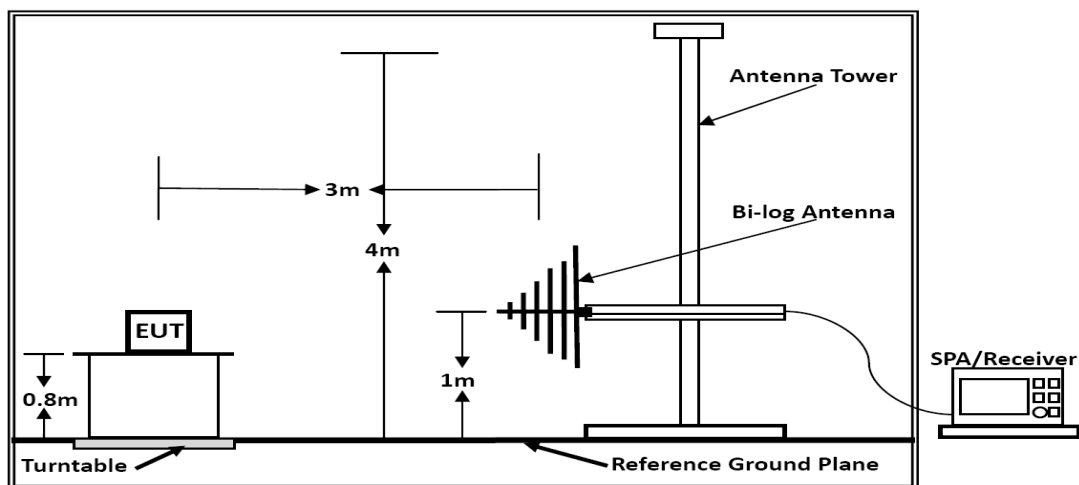 Antenna Tower
3m
Bi-log Antenna
4m
EUT
SPA/Receiver
1m
0.8m
Turntable
Reference Ground Plane